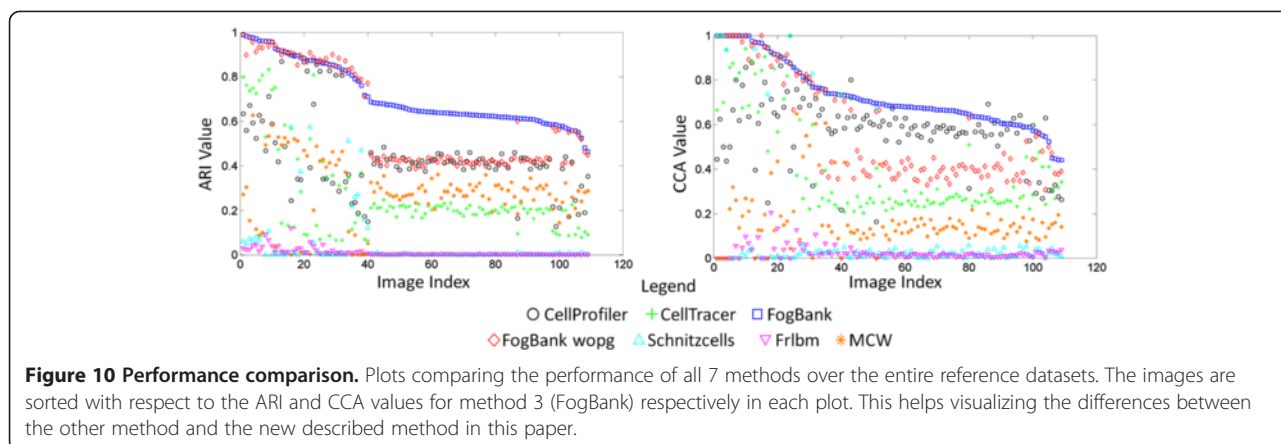 1
0.8
0.6
0.4
0.2
0
ARI Value
0 20 40 60 80 100 120
Image Index
1
0.8
0.6
0.4
0.2
0
CCA Value
0 20 40 60 80 100 120
Image Index
Legend
CellProfiler CellTracer FogBank
FogBank wopg Schnitzcells Frlbm MCW
Figure 10 Performance comparison. Plots comparing the performance of all 7 methods over the entire reference datasets. The images are
sorted with respect to the ARI and CCA values for method 3 (FogBank) respectively in each plot. This helps visualizing the differences between
the other method and the new described method in this paper.